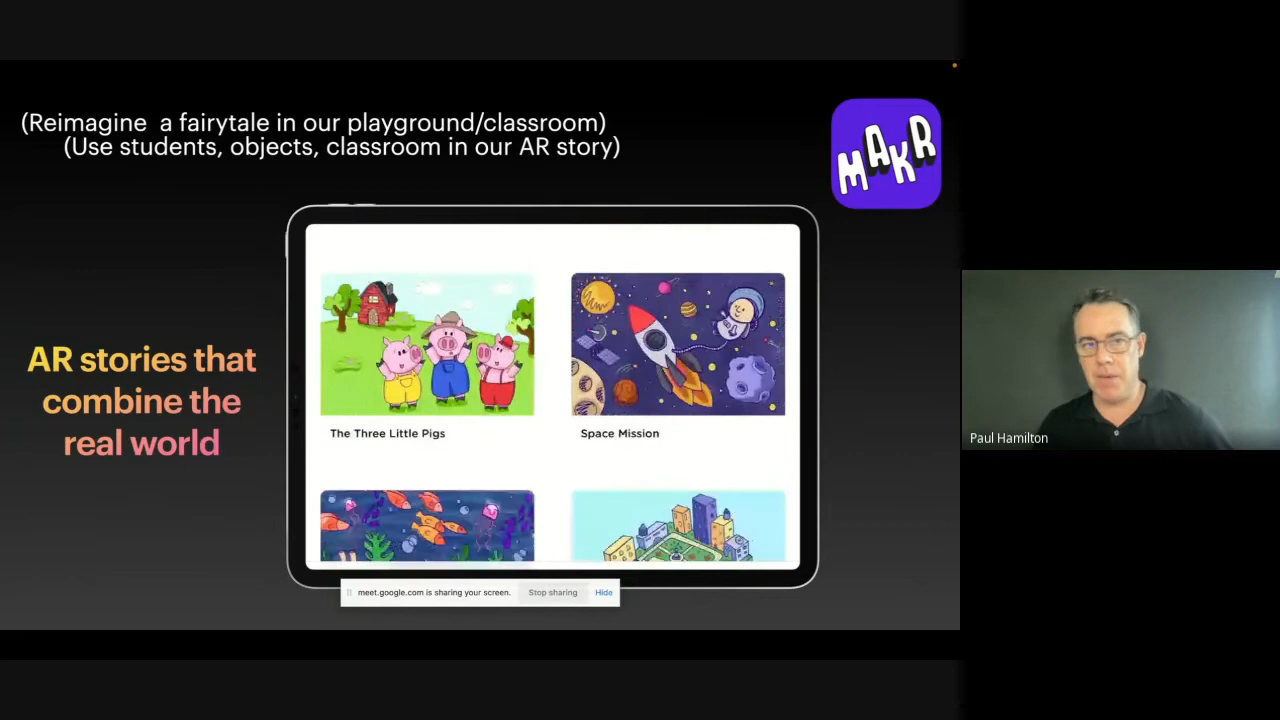 (Reimagine  a fairytale in our playground/classroom)
(Use students, objects, classroom in our AR story)
MAKR
AR stories that
combine the
real world
The Three Little Pigs
Space Mission
meet.google.com is sharing your screen.
Stop sharing
Hide
Paul Hamilton